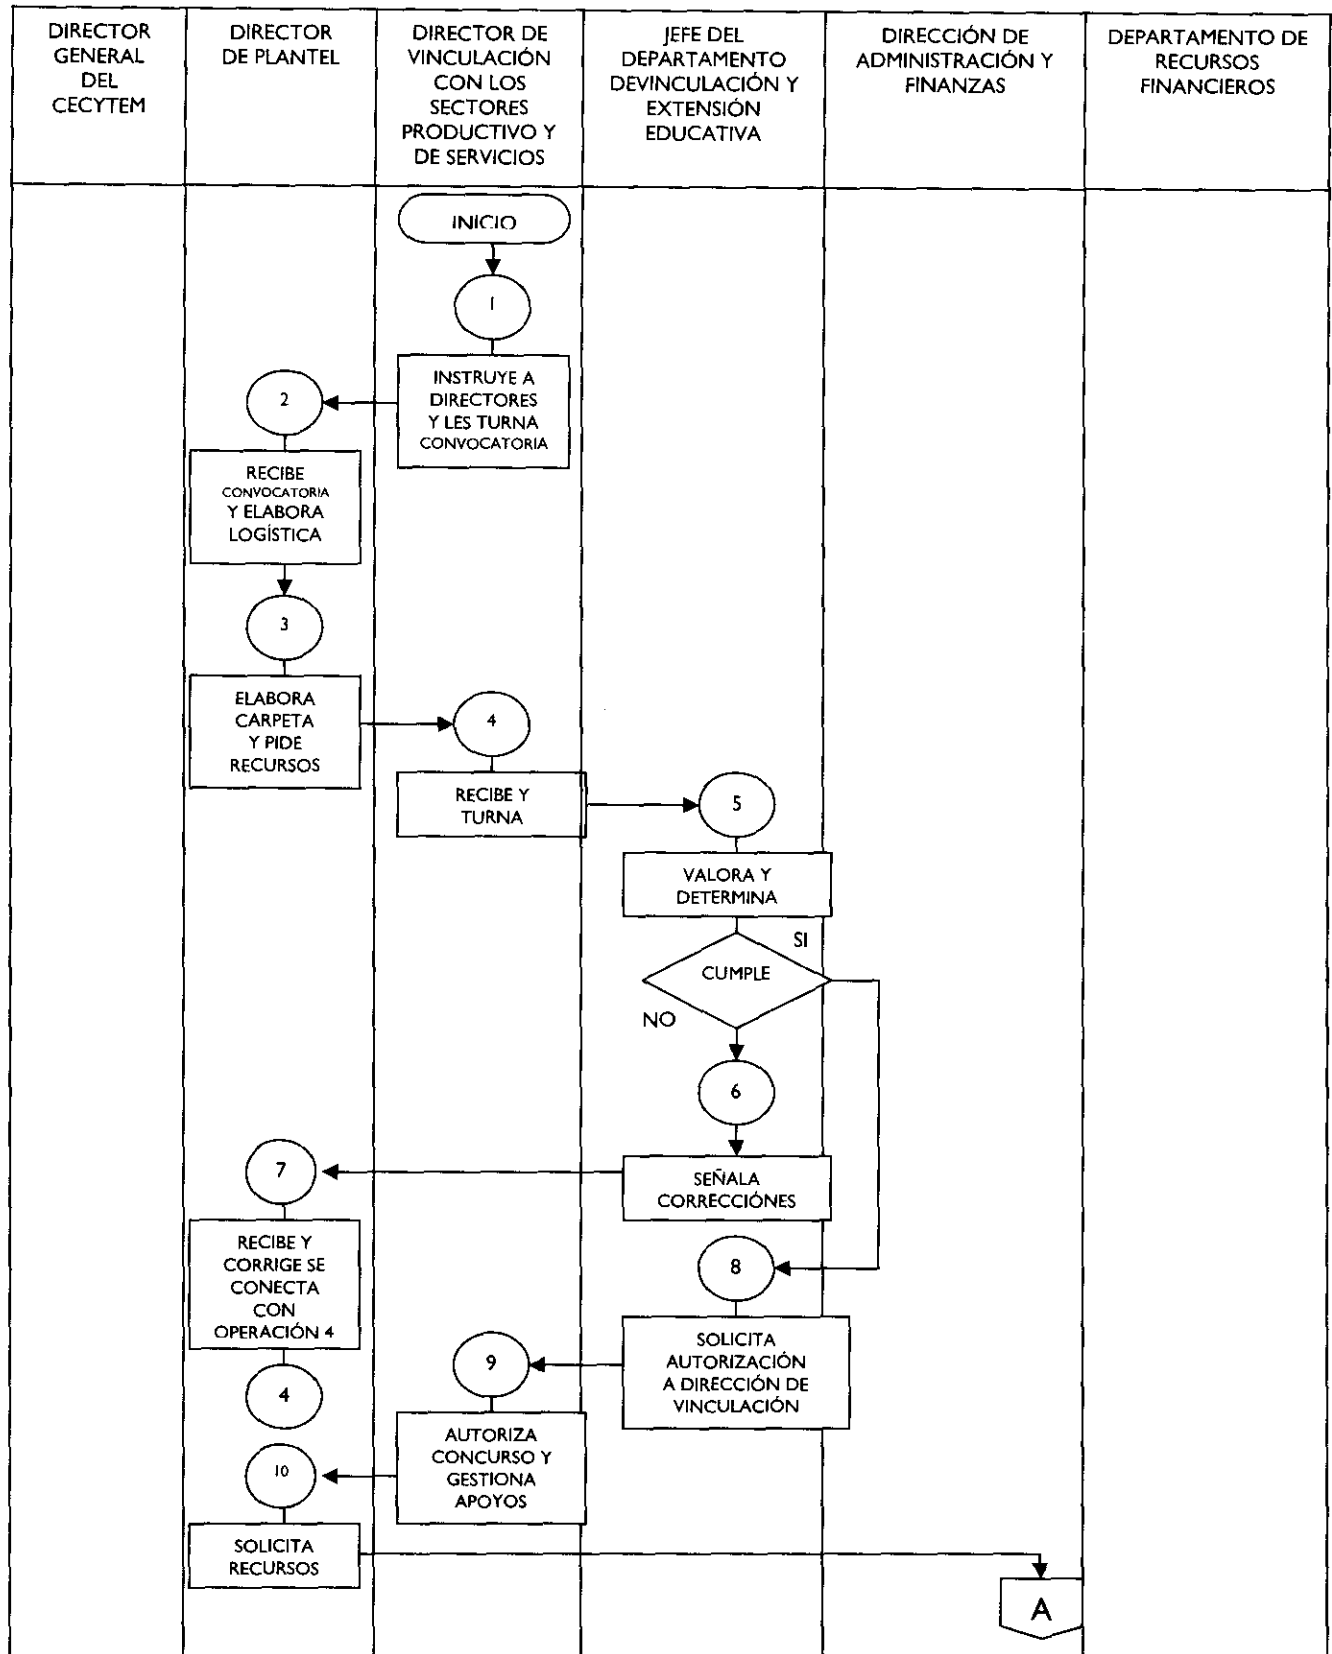 DIRECTOR
GENERAL
DEL
CECYTEM
DIRECTOR
DE PLANTEL
DIRECTOR DE
VINCULACIÓN
CON LOS
SECTORES
PRODUCTIVO Y
DE SERVICIOS
JEFE DEL
DEPARTAMENTO
DEVINCULACIÓN Y
EXTENSIÓN
EDUCATIVA
DIRECCIÓN DE
ADMINISTRACIÓN Y
FINANZAS
DEPARTAMENTO DE
RECURSOS
FINANCIEROS
INICIO
1
INSTRUYE A
DIRECTORES
Y LES TURNA
CONVOCATORIA
2
RECIBE
CONVOCATORIA
Y ELABORA
LOGÍSTICA
3
ELABORA
CARPETA
Y PIDE
RECURSOS
4
RECIBE Y
TURNA
5
VALORA Y
DETERMINA
SI
CUMPLE
NO
6
SEÑALA
CORRECCIÓNES
7
RECIBE Y
CORRIGE SE
CONECTA
CON
OPERACIÓN 4
4
8
SOLICITA
AUTORIZACIÓN
A DIRECCIÓN DE
VINCULACIÓN
9
AUTORIZA
CONCURSO Y
GESTIONA
APOYOS
10
SOLICITA
RECURSOS
A